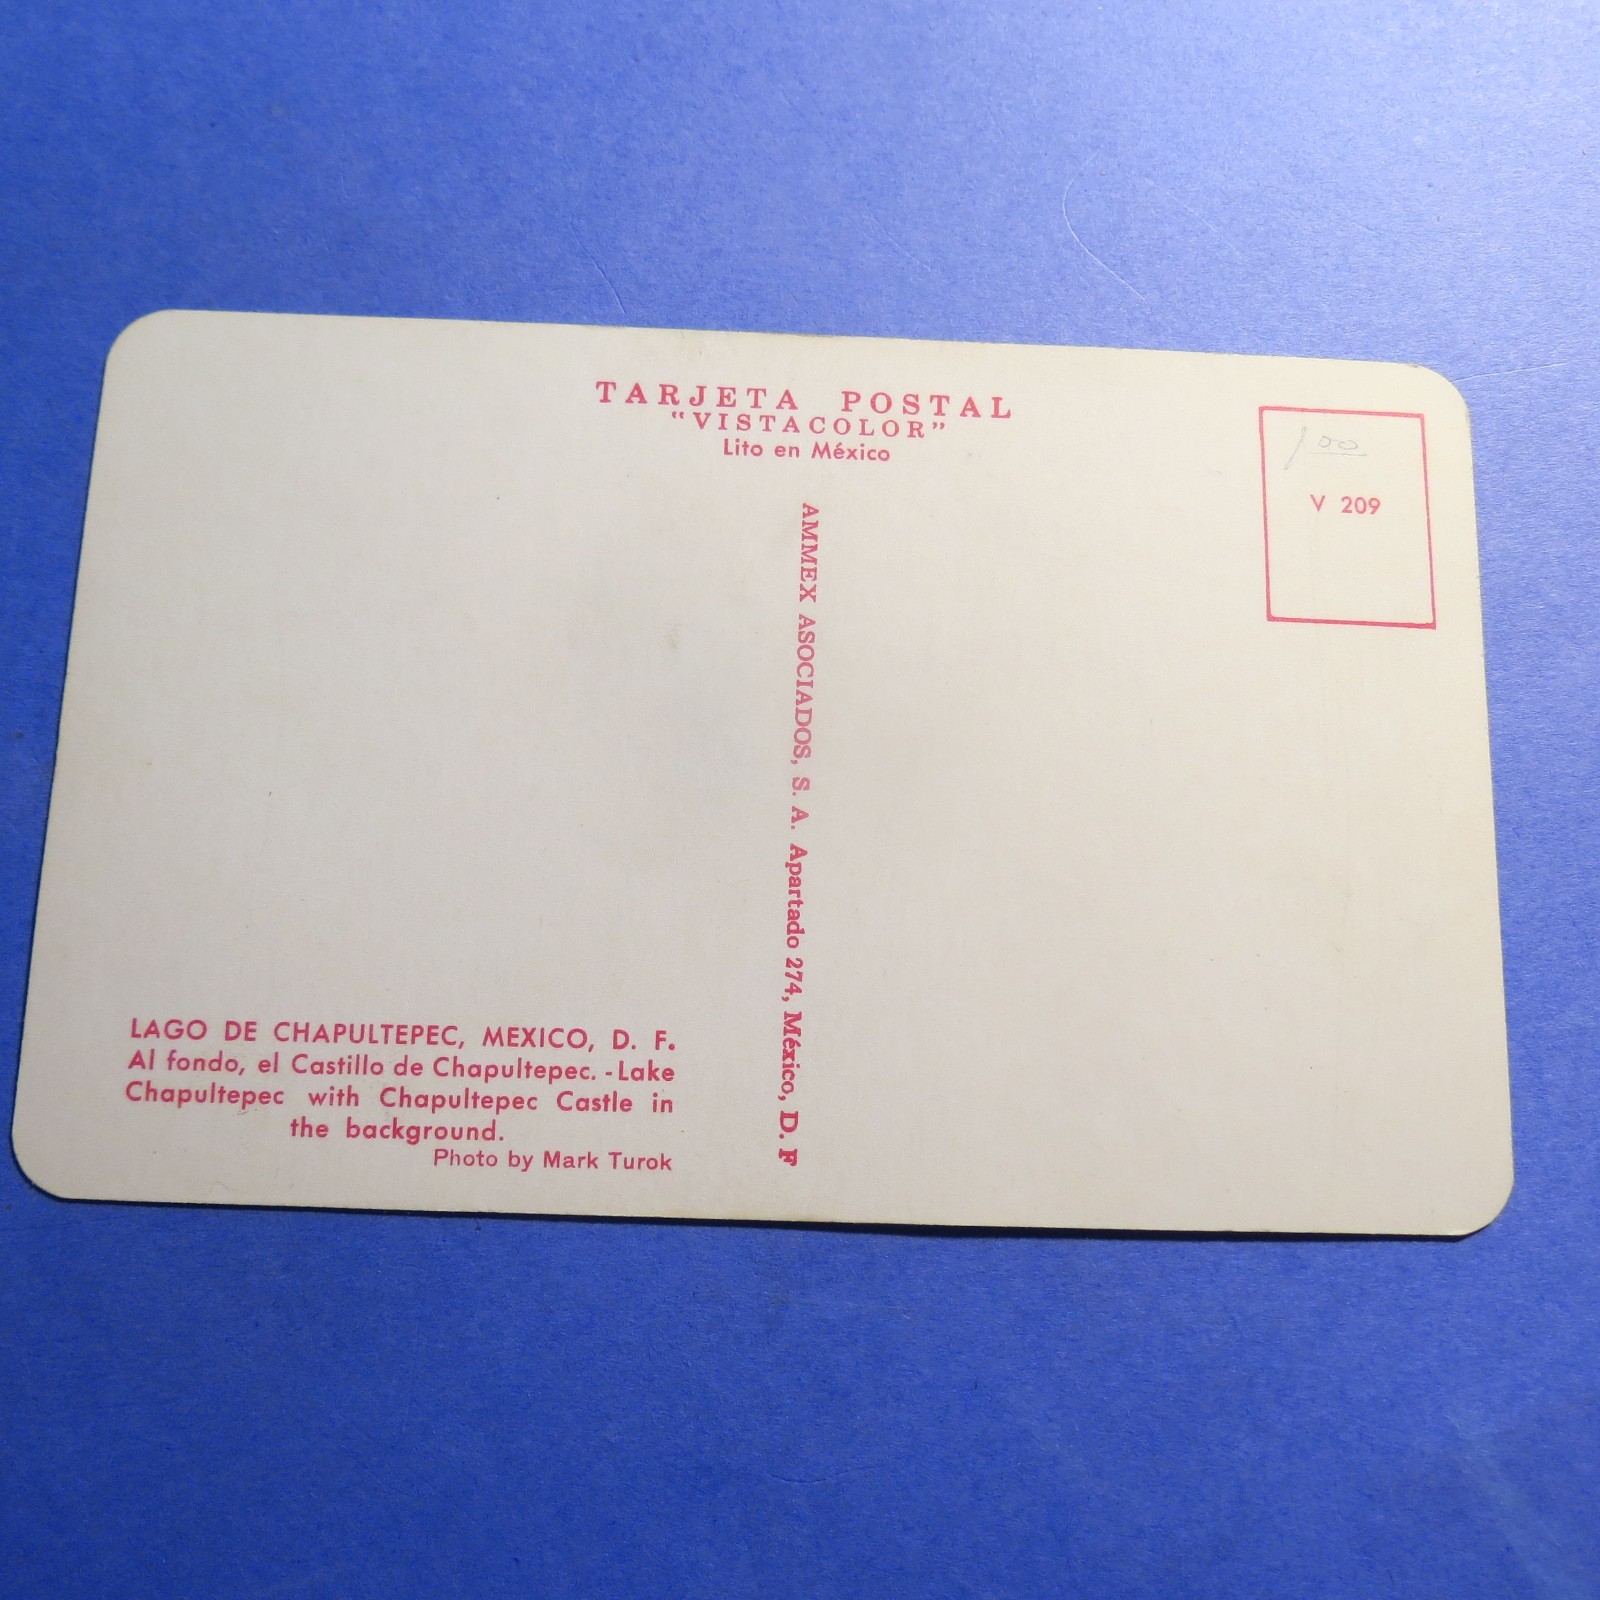 TARJETA POSTAL
"VISTACOLOR"
Lito en México
1 00
V 209
AMMEX ASOCIADOS, S. A. Apartado 274, México, D. F
LAGO DE CHAPULTEPEC, MEXICO, D. F.
Al fondo, el Castillo de Chapultepec. - Lake
Chapultepec with Chapultepec Castle in
the background.
Photo by Mark Turok